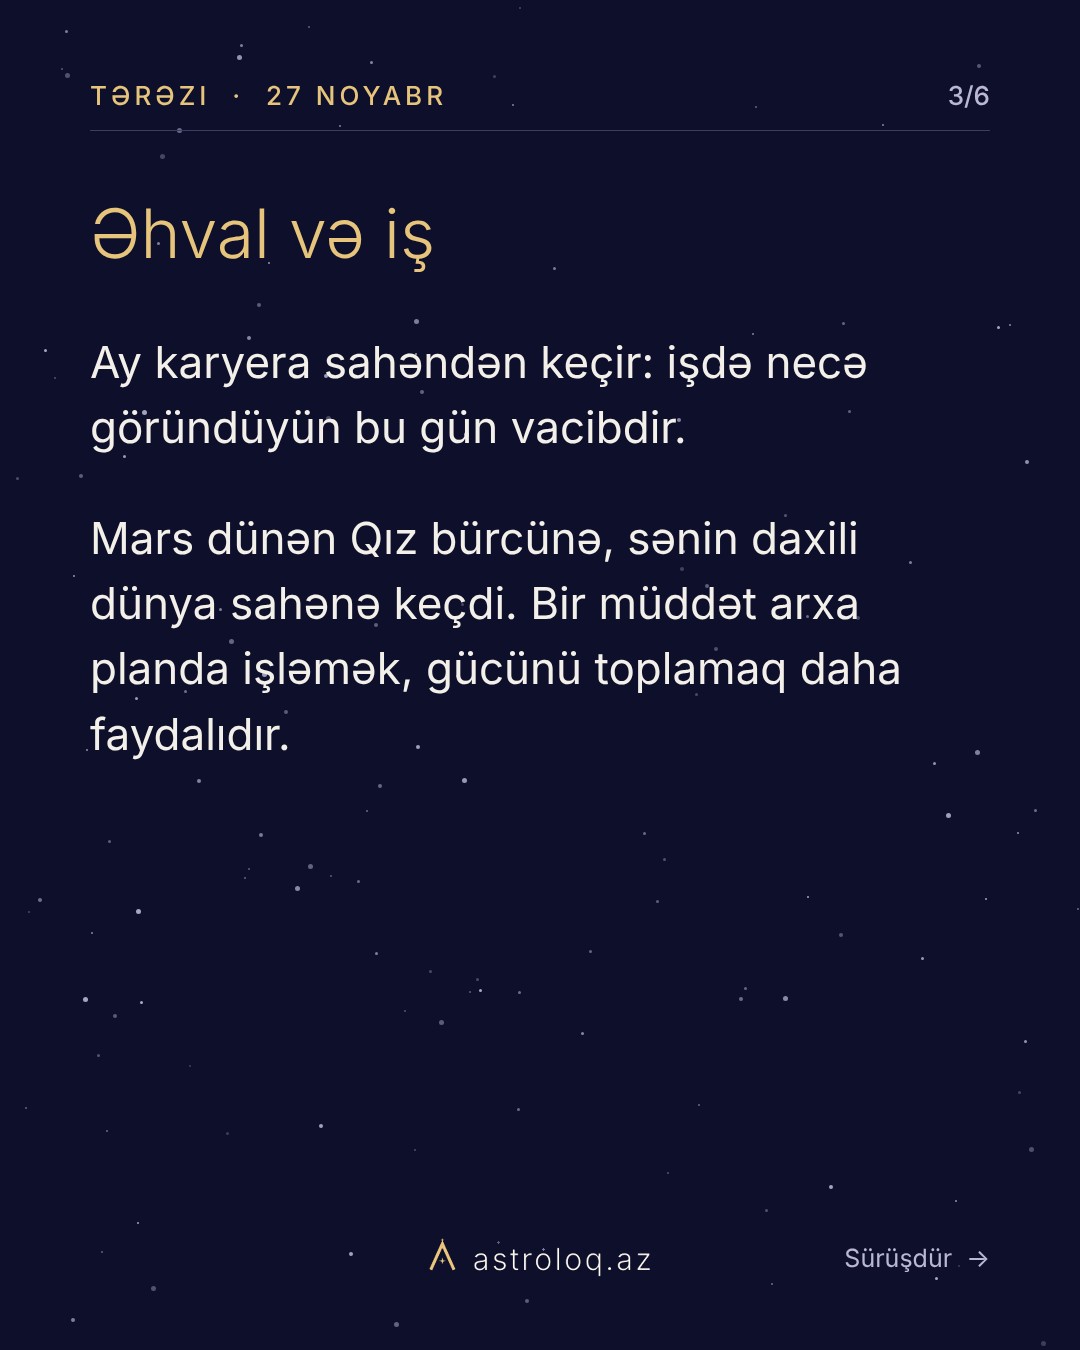 TƏRƏZI · 27 NOYABR
3/6
Əhval və iş
Ay karyera sahəndən keçir: işdə necə
göründüyün bu gün vacibdir.
Mars dünən Qız bürcünə, sənin daxili
dünya sahənə keçdi. Bir müddət arxa
planda işləmək, gücünü toplamaq daha
faydalıdır.
astroloq.az
Sürüşdür →